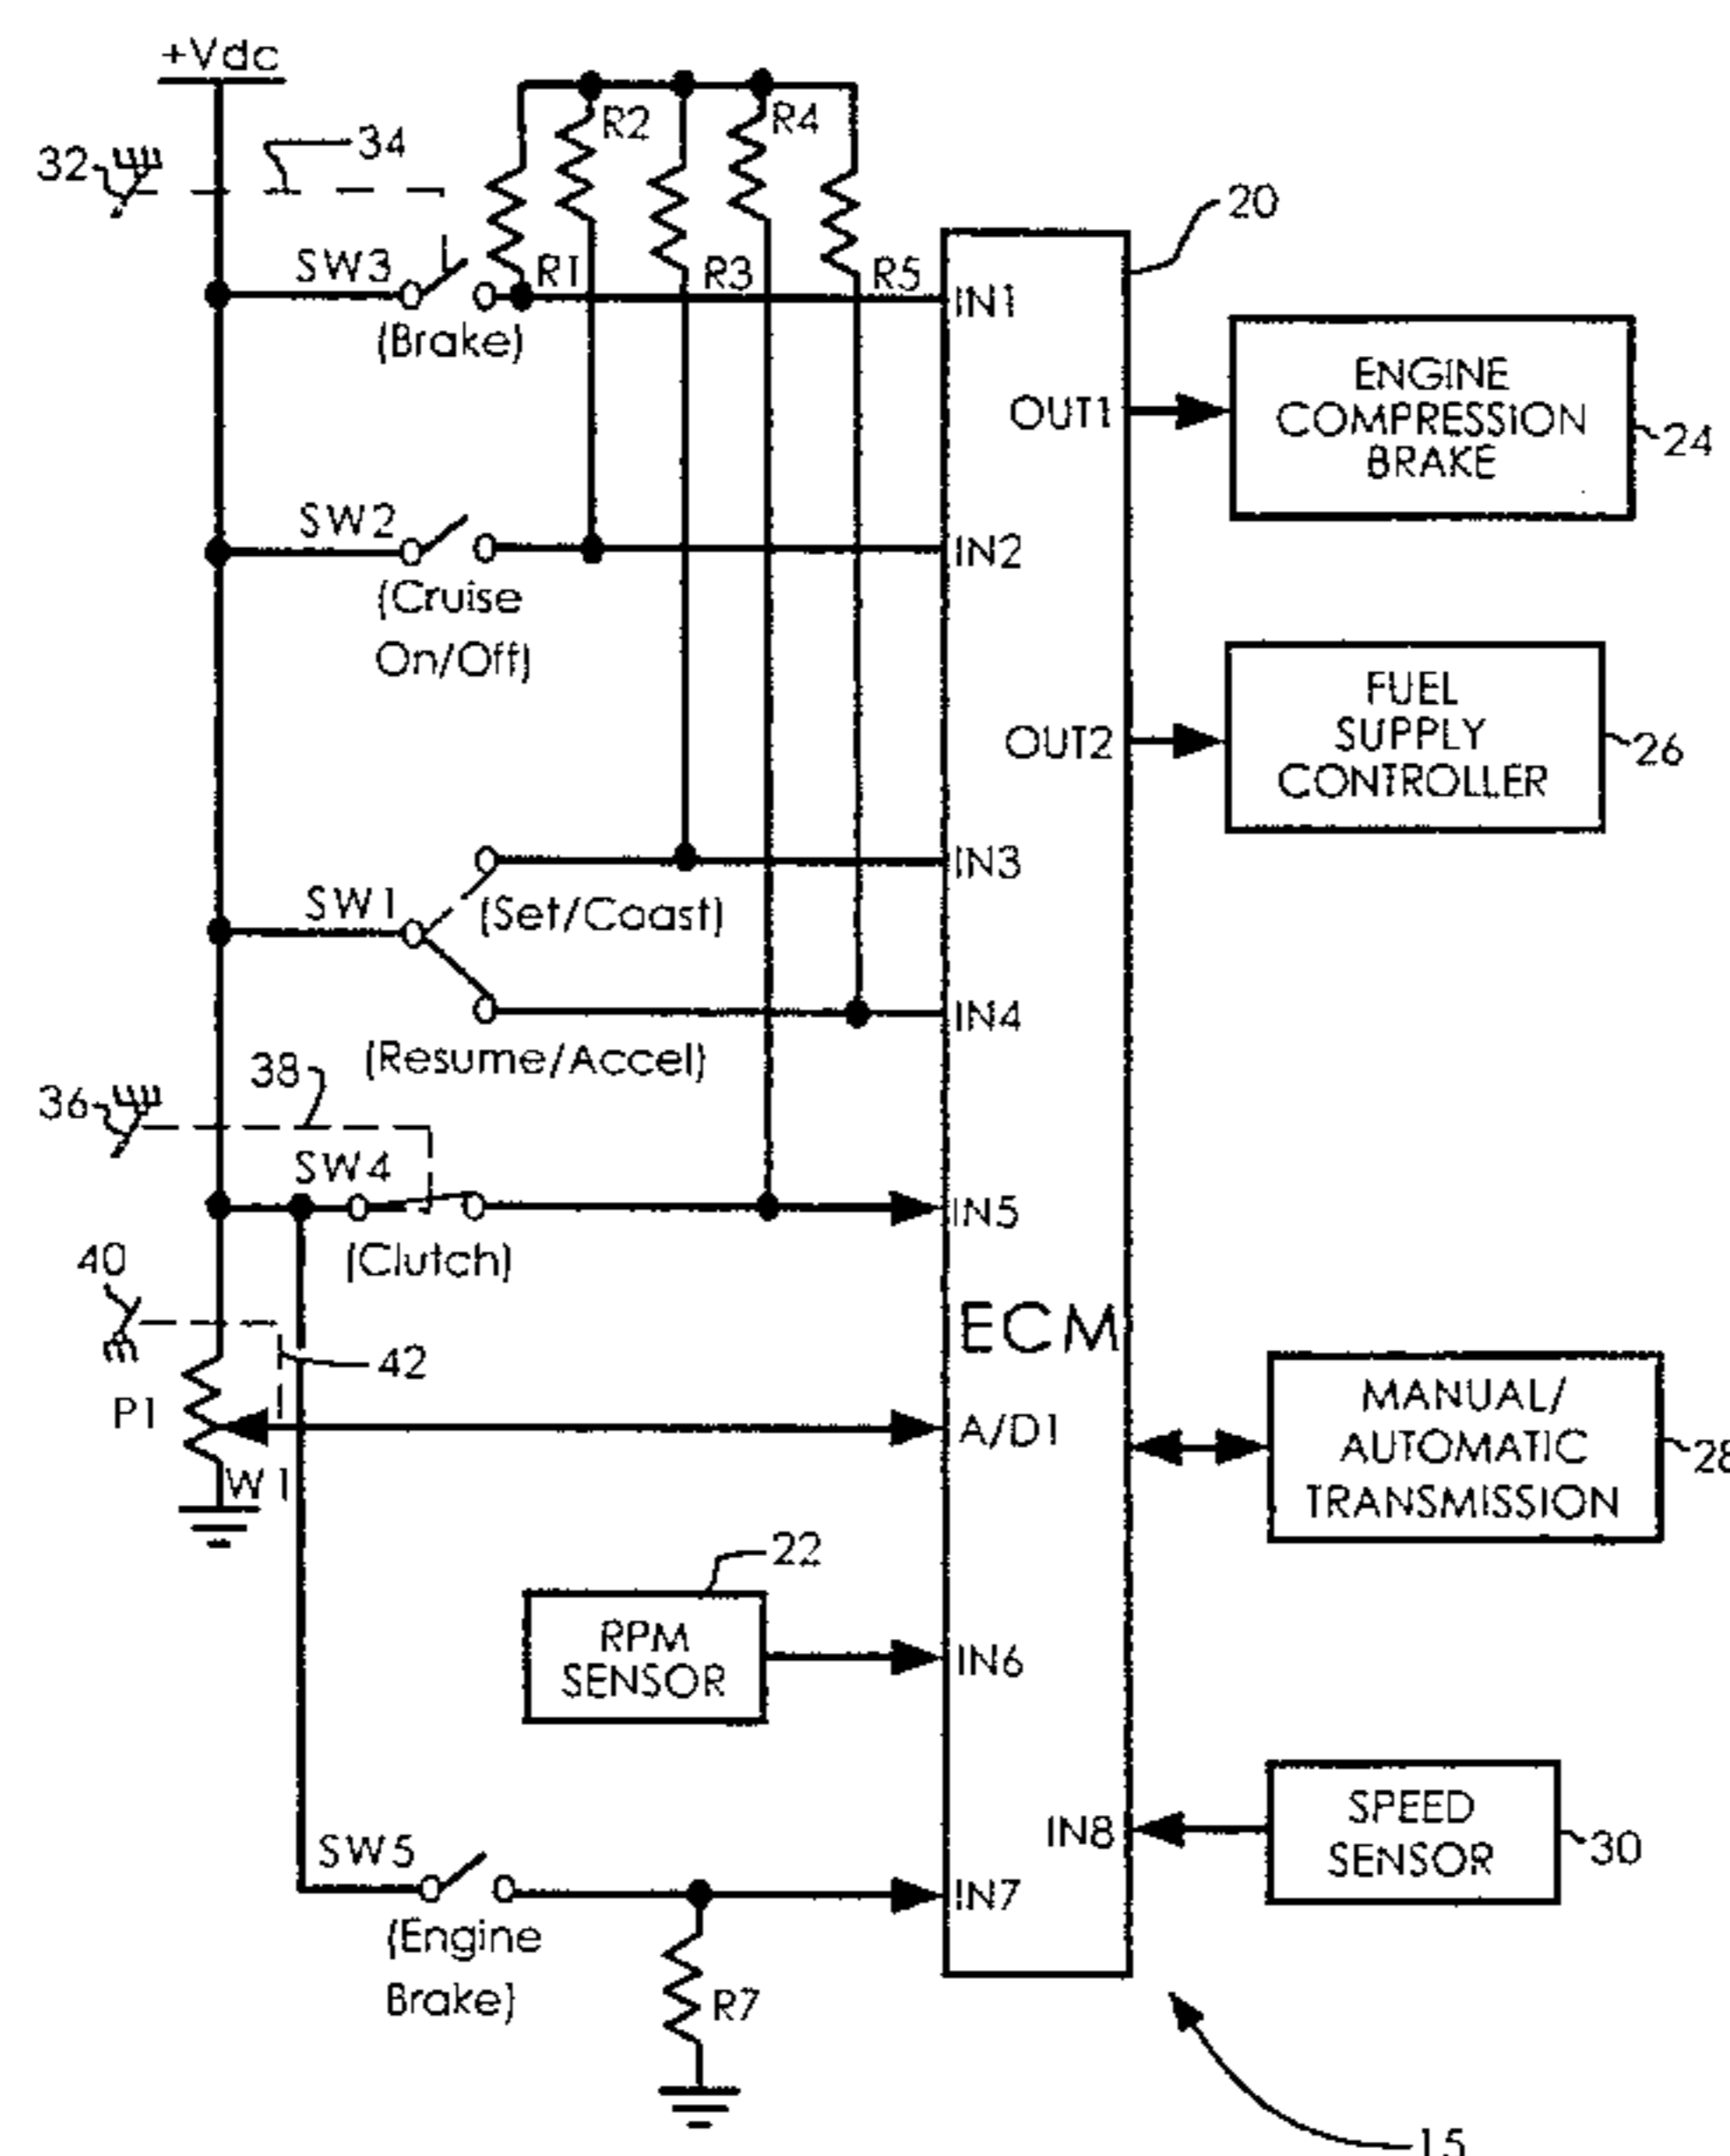 +Vdc
32
34
R2
R4
SW3
R1
R3
R5
20
IN1
(Brake)
OUT1
ENGINE
COMPRESSION
BRAKE
24
SW2
IN2
(Cruise
On/Off)
OUT2
FUEL
SUPPLY
CONTROLLER
26
IN3
SW1
(Set/Coast)
IN4
(Resume/Accel)
38
36
SW4
IN5
(Clutch)
40
ECM
42
P1
A/D1
W1
MANUAL/
AUTOMATIC
TRANSMISSION
28
22
RPM
SENSOR
IN6
SPEED
SENSOR
IN8
30
SW5
IN7
(Engine
Brake)
R7
15